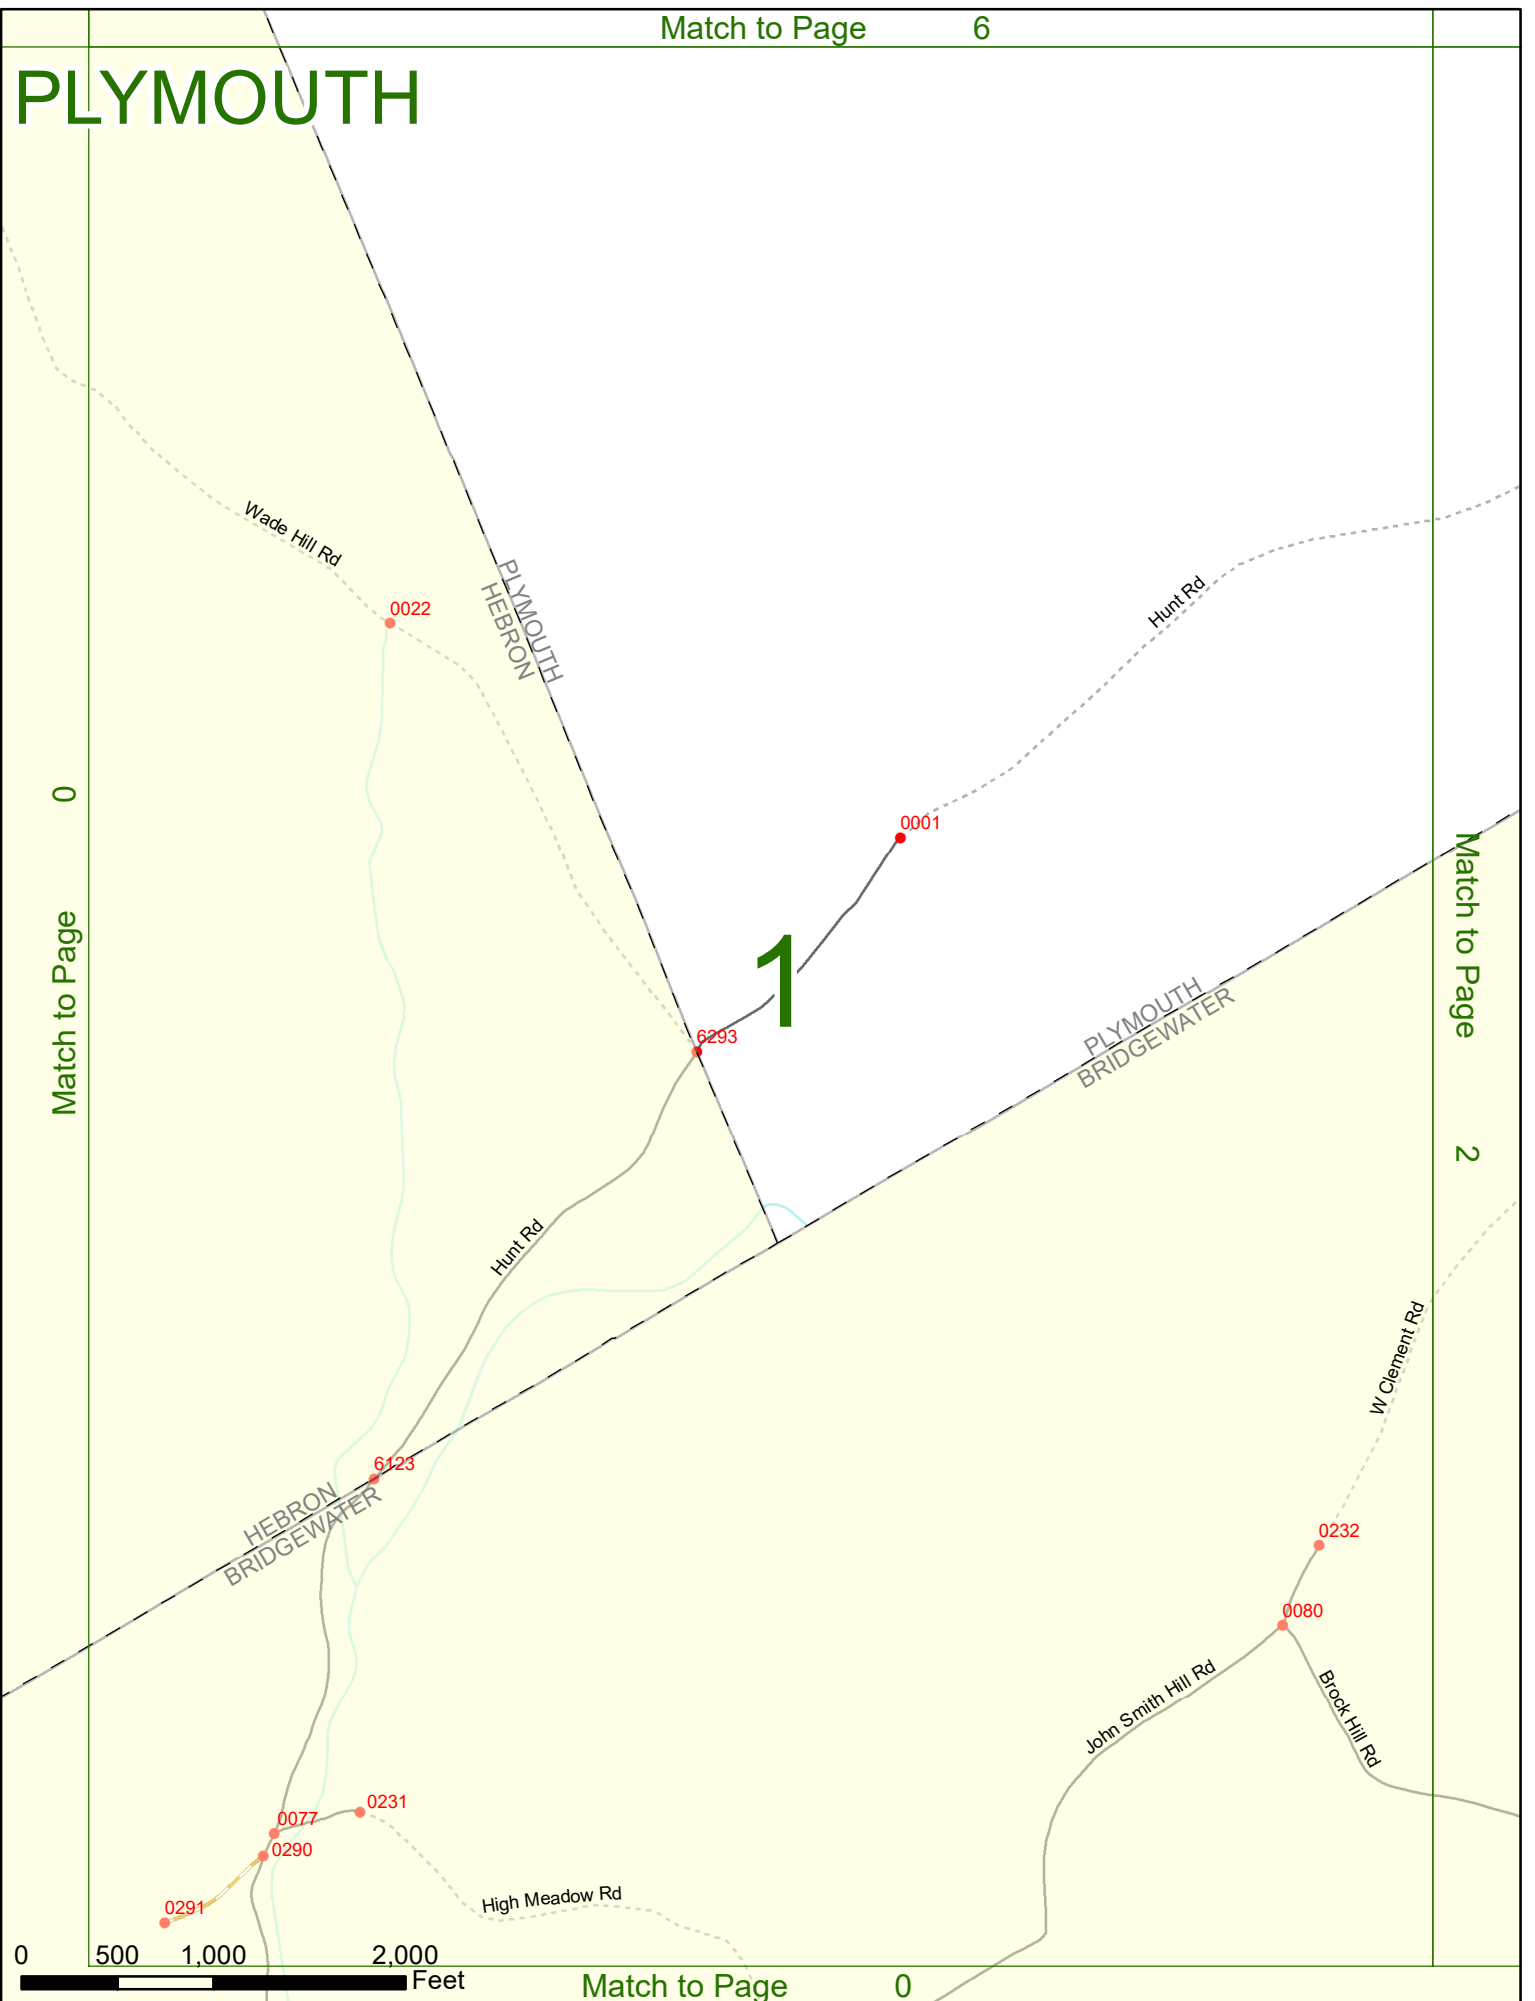 Match to Page 6
PLYMOUTH
Wade Hill Rd
0022
PLYMOUTH
HEBRON
Hunt Rd
0
Match to Page
0001
Match to Page
2
1
6293
PLYMOUTH
BRIDGEWATER
Hunt Rd
W Clement Rd
6123
HEBRON
BRIDGEWATER
0232
0080
John Smith Hill Rd
Brock Hill Rd
0231
0077
0290
0291
High Meadow Rd
0 500 1,000 2,000
Feet
Match to Page 0